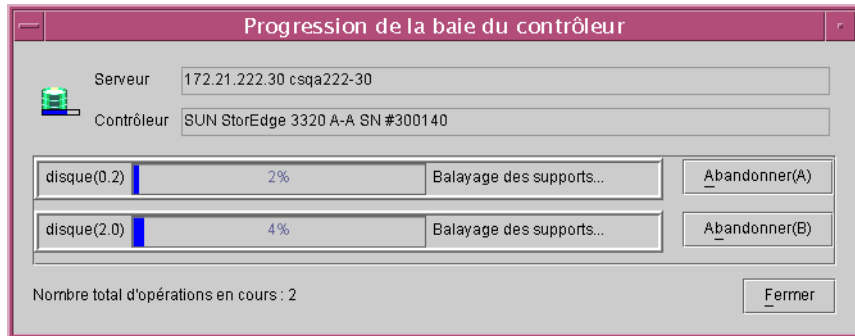 Progression de la baie du contrôleur
Serveur 172.21.222.30 csqa222-30
Contrôleur SUN StorEdge 3320 A-A SN #300140
disque(0.2) 2% Balayage des supports... Abandonner(A)
disque(2.0) 4% Balayage des supports... Abandonner(B)
Nombre total d'opérations en cours : 2 Fermer